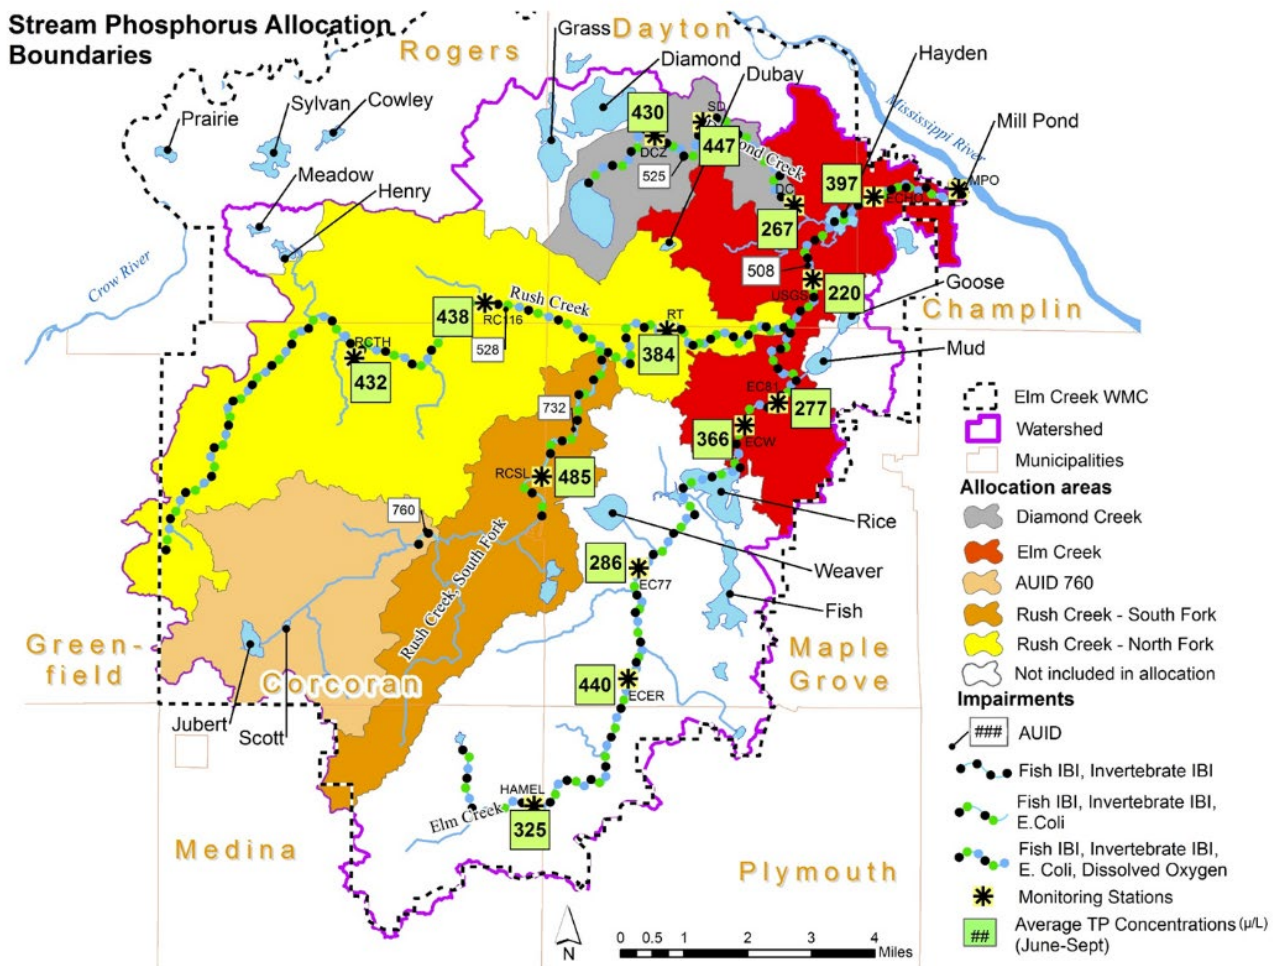 Stream Phosphorus Allocation
Boundaries
Rogers
Grass
Dayton
Diamond
Dubay
Hayden
Prairie
Sylvan
Cowley
Mississippi River
Mill Pond
Meadow
Henry
430
SD
447
DCZ
525
ond Creek
DC
397
ECHO
MPO
267
Crow River
508
USGS
220
Goose
Champlin
438
RC116
Rush Creek
RT
528
384
Mud
RCTH
432
EC81
277
732
366
ECW
RCSL
485
Rice
760
Rush Creek, South Fork
286
EC77
Weaver
Fish
Green-
field
Corcoran
Maple
Grove
440
ECER
Jubert
Scott
HAMEL
Elm Creek
325
Medina
Plymouth
N
0 0.5 1 2 3 4
Miles
Elm Creek WMC
Watershed
Municipalities
Allocation areas
Diamond Creek
Elm Creek
AUID 760
Rush Creek - South Fork
Rush Creek - North Fork
Not included in allocation
Impairments
### AUID
Fish IBI, Invertebrate IBI
Fish IBI, Invertebrate IBI,
E.Coli
Fish IBI, Invertebrate IBI,
E. Coli, Dissolved Oxygen
Monitoring Stations
## Average TP Concentrations (µ/L)
(June-Sept)